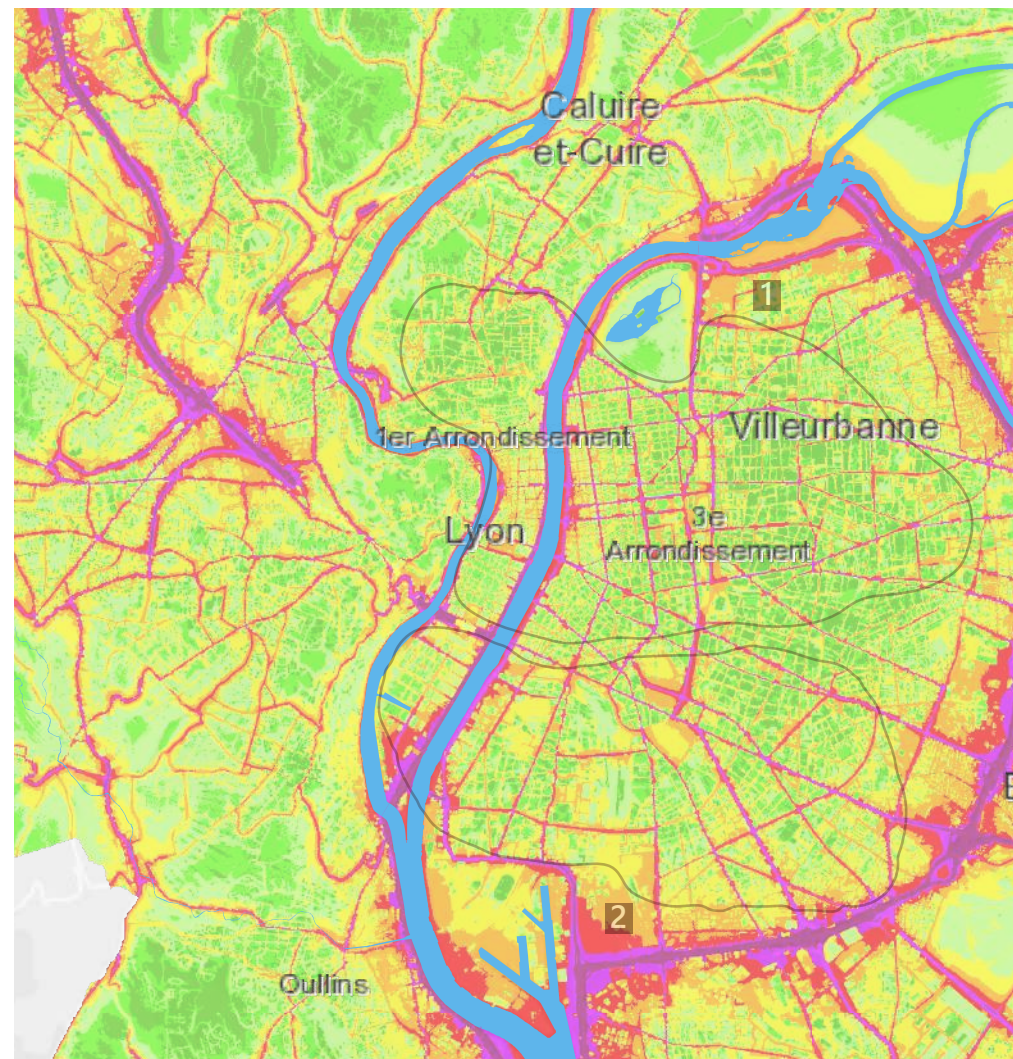 Caluire
et-Cuire
1
Villeurbanne
1er Arrondissement
Lyon
3e
Arrondissement
2
Oullins